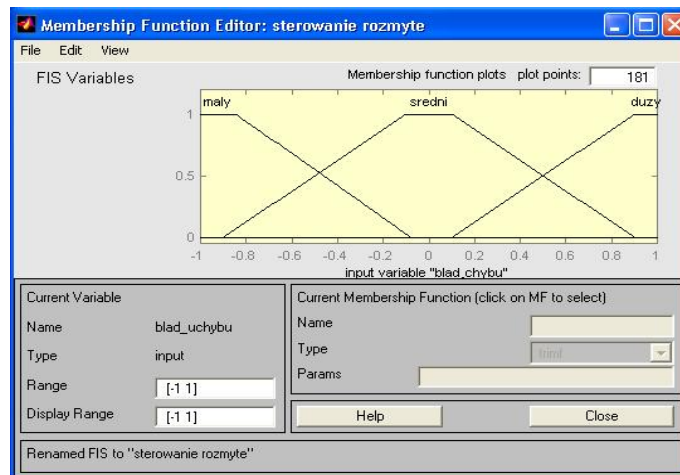 Membership Function Editor: sterowanie rozmyte
File Edit View
FIS Variables
Membership function plots plot points: 181
maly sredni duzy
1
0.5
0
-1 -0.8 -0.6 -0.4 -0.2 0 0.2 0.4 0.6 0.8 1
input variable "blad_chybu"
Current Variable
Name blad_uchybu
Type input
Range [-1 1]
Display Range [-1 1]
Current Membership Function (click on MF to select)
Name
Type trimf
Params
Help Close
Renamed FIS to "sterowanie rozmyte"